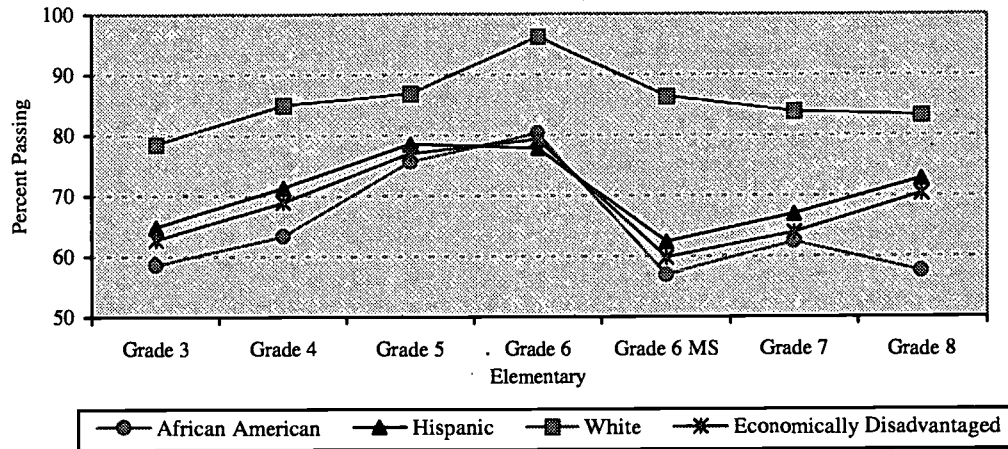 100
90
80
70
60
50
Percent Passing
Grade 3 Grade 4 Grade 5 Grade 6 Grade 6 MS Grade 7 Grade 8
Elementary
African American Hispanic White Economically Disadvantaged